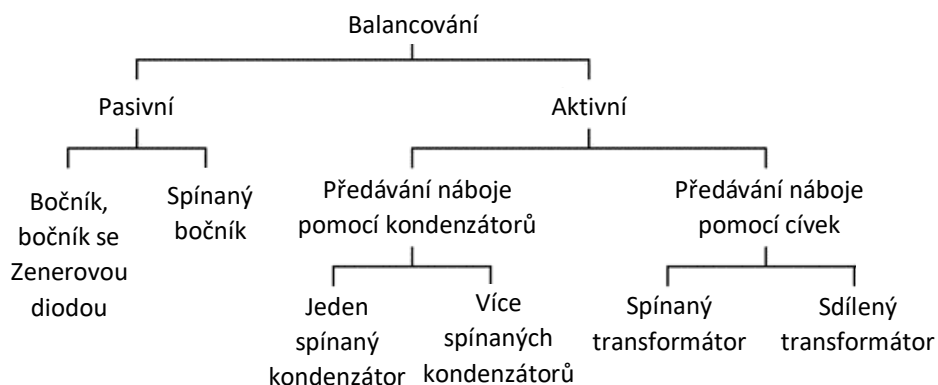 Balancování
Pasivní
Aktivní
Bočník,
bočník se
Zenerovou
diodou
Spínaný
bočník
Předávání náboje
pomocí kondenzátorů
Předávání náboje
pomocí cívek
Jeden
spínaný
kondenzátor
Více
spínaných
kondenzátorů
Spínaný
transformátor
Sdílený
transformátor